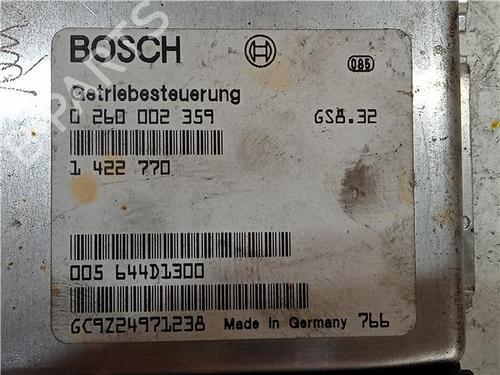 BOSCH
085
Getriebesteuerung
0 260 002 359 GS8.32
1 422 770
005 644D1300
GC9Z24971238 Made in Germany 766